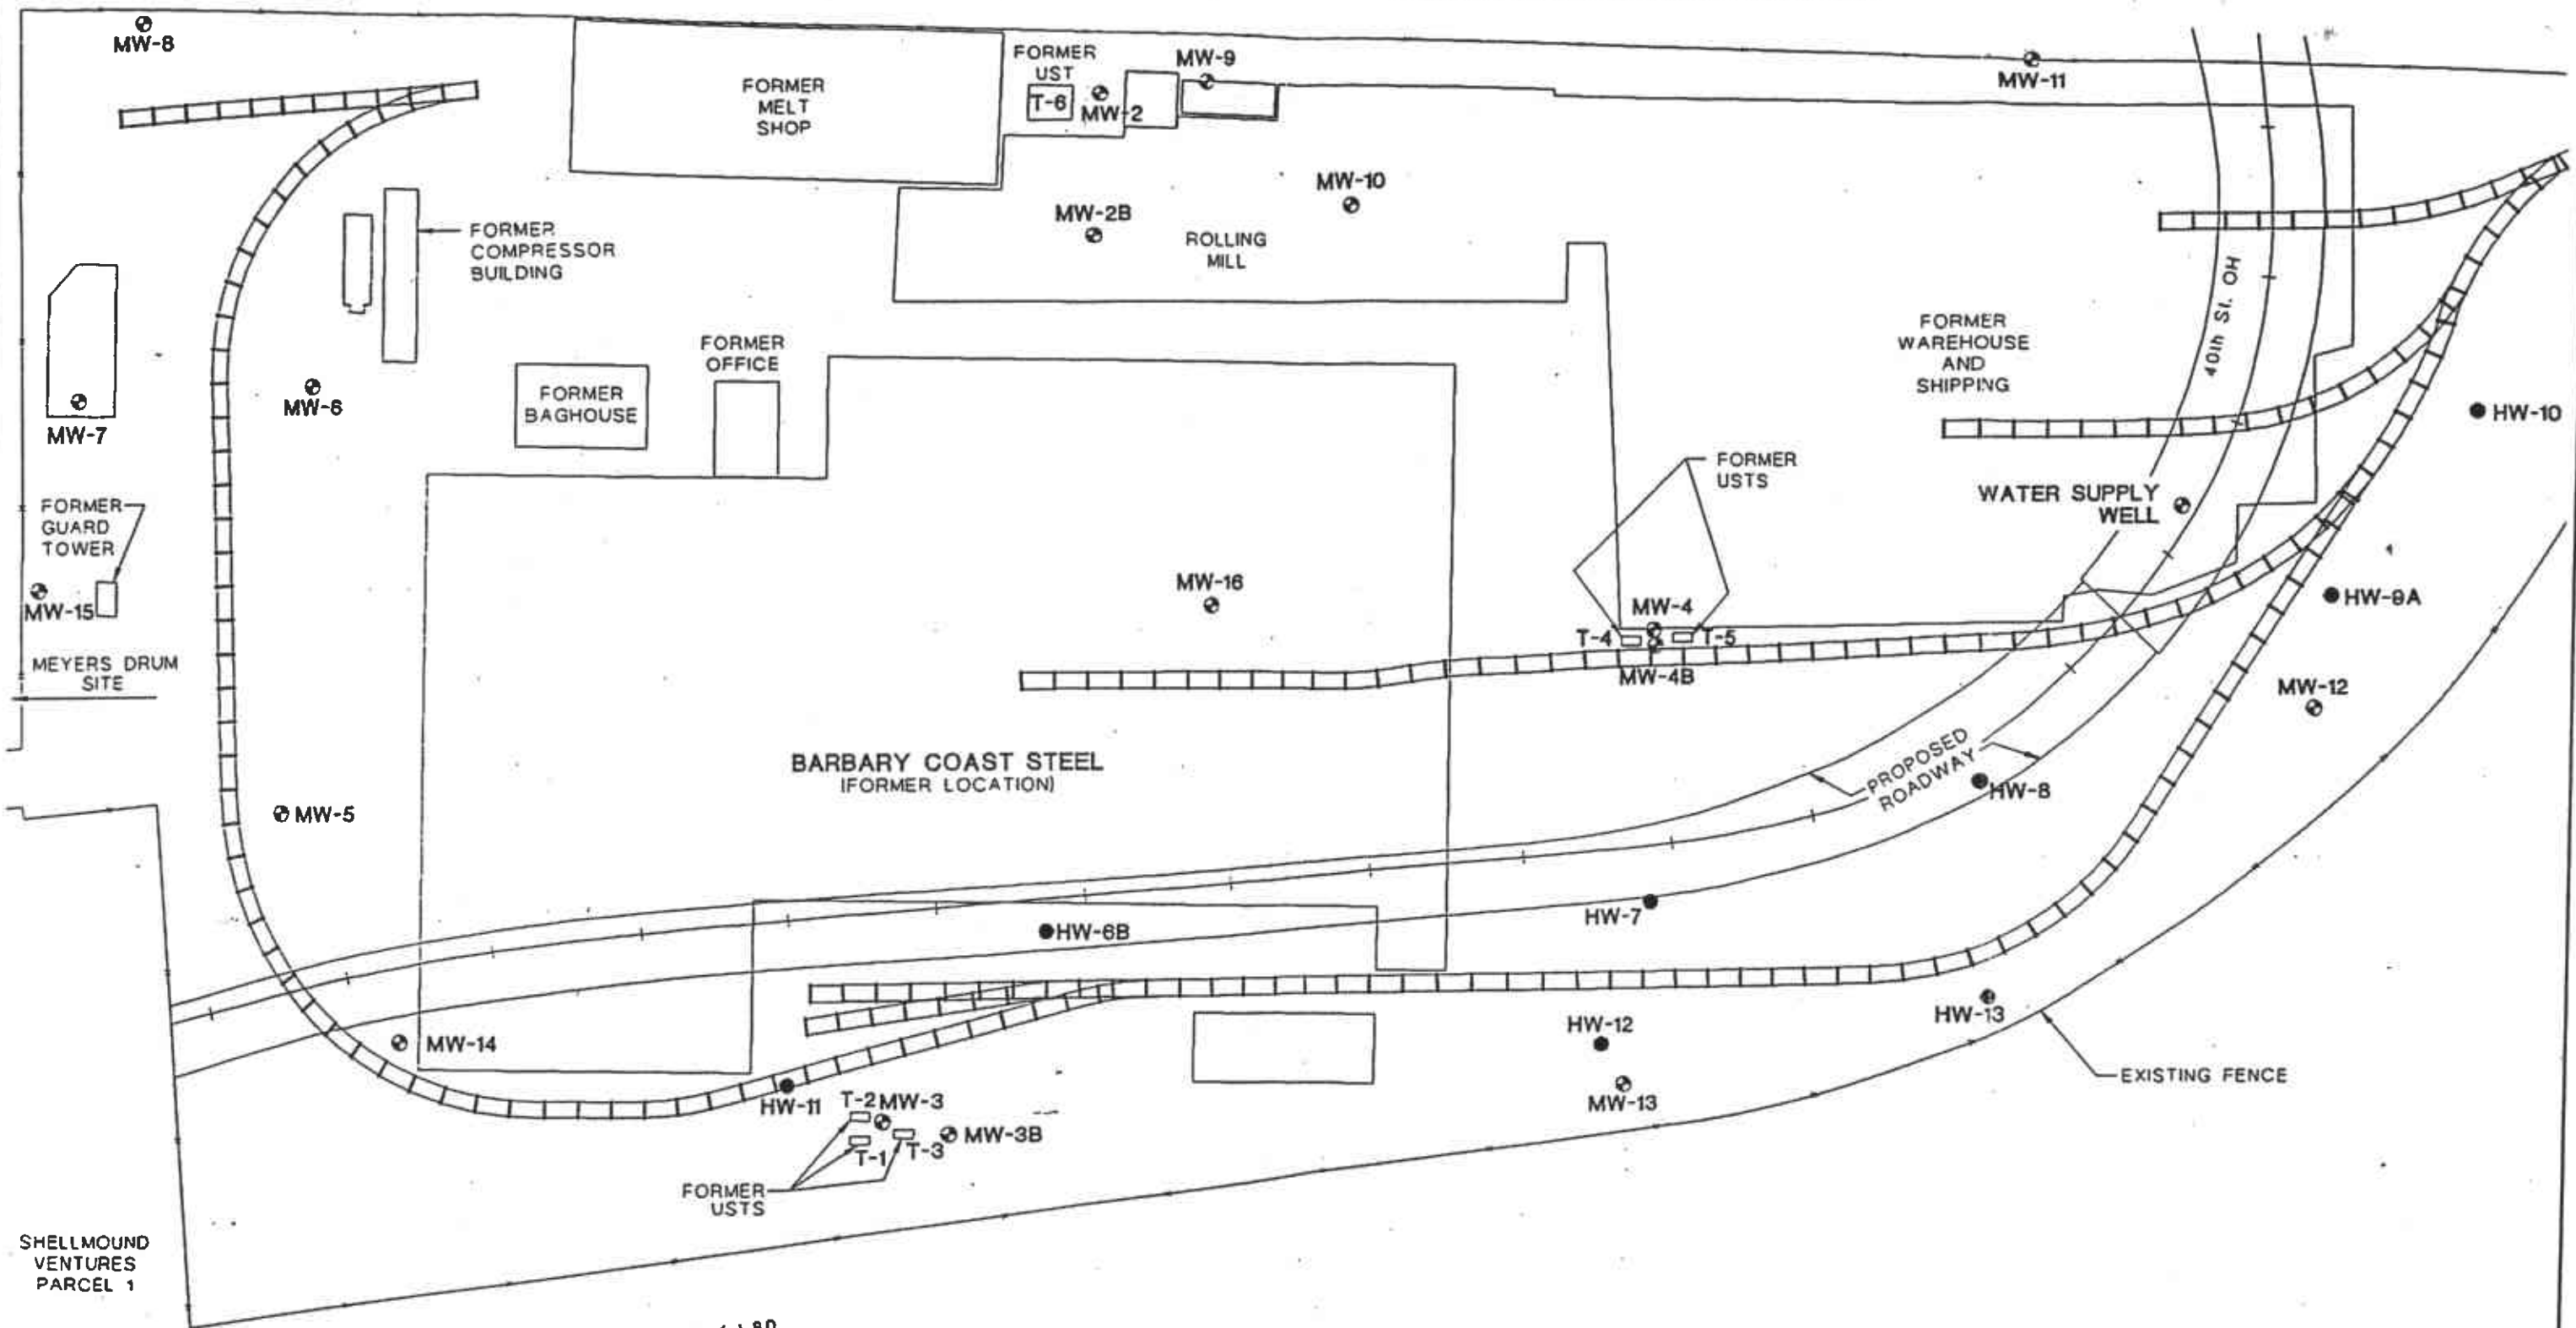 MW-8
FORMER
MELT
SHOP
FORMER
UST
T-6
MW-2
MW-9
MW-11
MW-10
MW-2B
ROLLING
MILL
FORMER
COMPRESSOR
BUILDING
40th St. OH
FORMER
WAREHOUSE
AND
SHIPPING
FORMER
OFFICE
FORMER
BAGHOUSE
MW-6
MW-7
HW-10
FORMER
USTS
WATER SUPPLY
WELL
FORMER
GUARD
TOWER
MW-15
MW-16
MW-4
T-4
T-5
MW-4B
HW-9A
MEYERS DRUM
SITE
MW-12
BARBARY COAST STEEL
(FORMER LOCATION)
PROPOSED
ROADWAY
HW-8
MW-5
HW-7
HW-6B
HW-13
HW-12
MW-14
EXISTING FENCE
HW-11
T-2
MW-3
MW-13
MW-3B
T-1
T-3
FORMER
USTS
SHELLMOUND
VENTURES
PARCEL 1